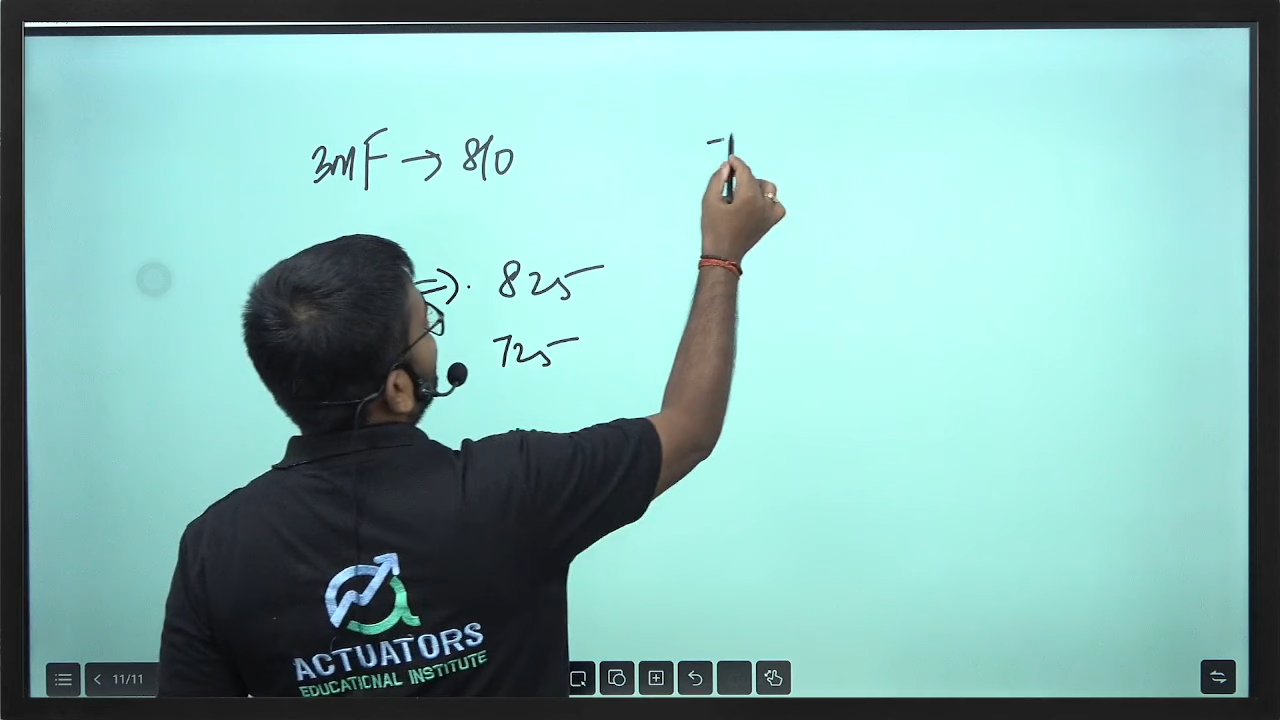 3mF → 810
⇒. 825
725
ACTUATORS
EDUCATIONAL INSTITUTE
11/11